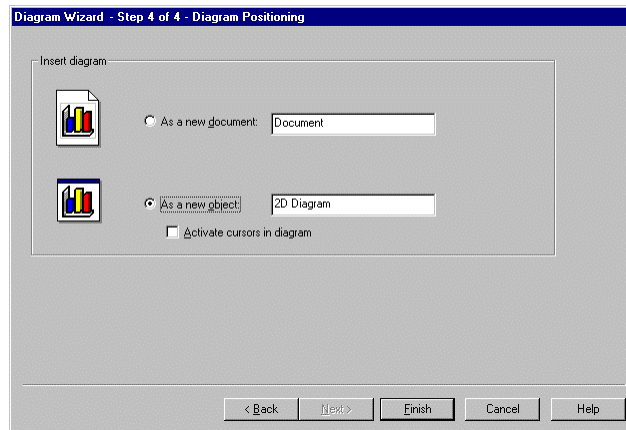 Diagram Wizard - Step 4 of 4 - Diagram Positioning
Insert diagram
As a new document: Document
As a new object: 2D Diagram
Activate cursors in diagram
< Back Next > Finish Cancel Help